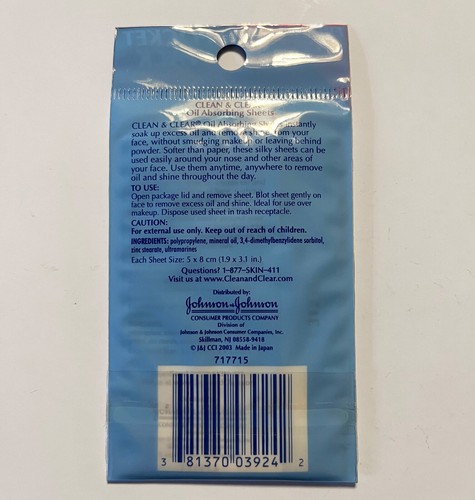 CLEAN & CLEAR
Oil Absorbing Sheets
CLEAN & CLEAR® Oil Absorbing Sheets instantly
soak up excess oil and remove shine from your
face, without smudging makeup or leaving behind
powder. Softer than paper, these silky sheets can be
used easily around your nose and other areas of
your face. Use them anytime, anywhere to remove
oil and shine throughout the day.
TO USE:
Open package lid and remove sheet. Blot sheet gently on
face to remove excess oil and shine. Ideal for use over
makeup. Dispose used sheet in trash receptacle.
CAUTION:
For external use only. Keep out of reach of children.
INGREDIENTS: polypropylene, mineral oil, 3,4-dimethylbenzylidene sorbitol,
zinc stearate, ultramarines
Each Sheet Size: 5 x 8 cm (1.9 x 3.1 in.)
Questions? 1-877-SKIN-411
Visit us at www.CleanandClear.com
Distributed by:
Johnson & Johnson
CONSUMER PRODUCTS COMPANY
Division of
Johnson & Johnson Consumer Companies, Inc.
Skillman, NJ 08558-9418
© J&J CCI 2003 Made in Japan
717715
3 81370 03924 2